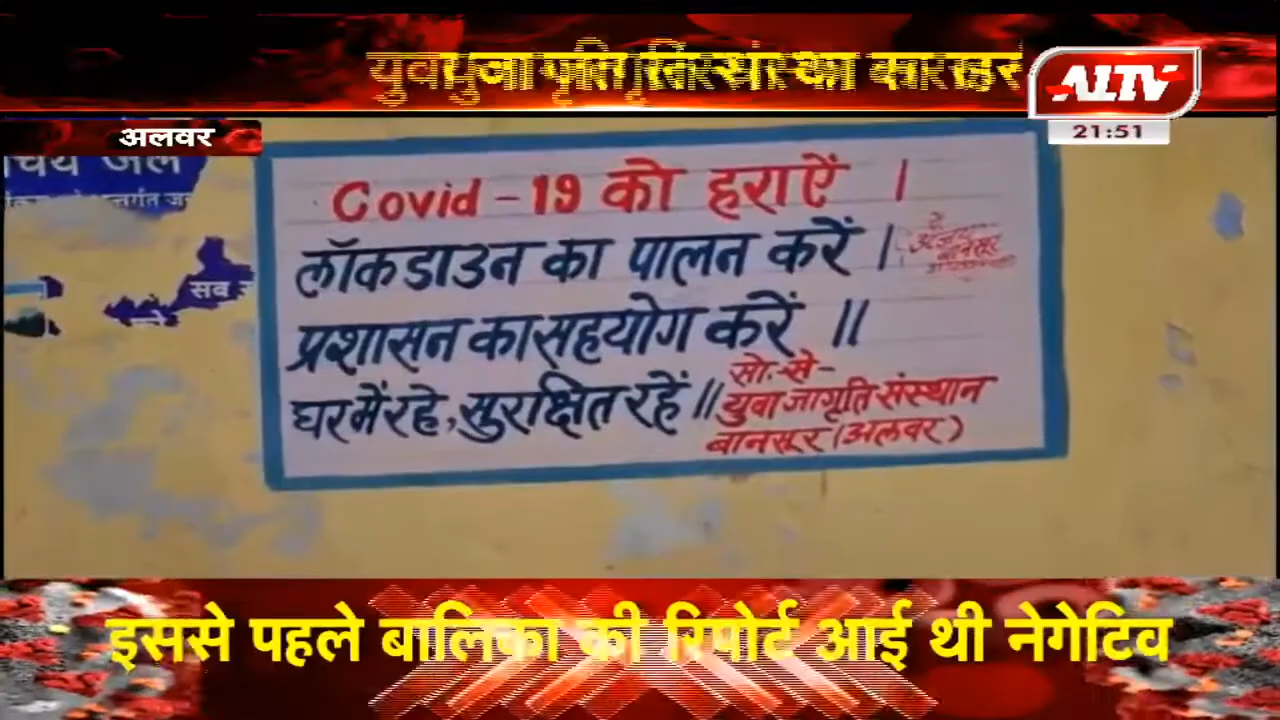 ALTV
21:51
अलवर
Covid-19 को हराऐं ।
लॉकडाउन का पालन करें ।
प्रशासन का सहयोग करें ॥
घर में रहे, सुरक्षित रहें ॥
सो.से-
युवा जागृति संस्थान
बानसूर (अलवर)
इससे पहले बालिका की रिपोर्ट आई थी नेगेटिव